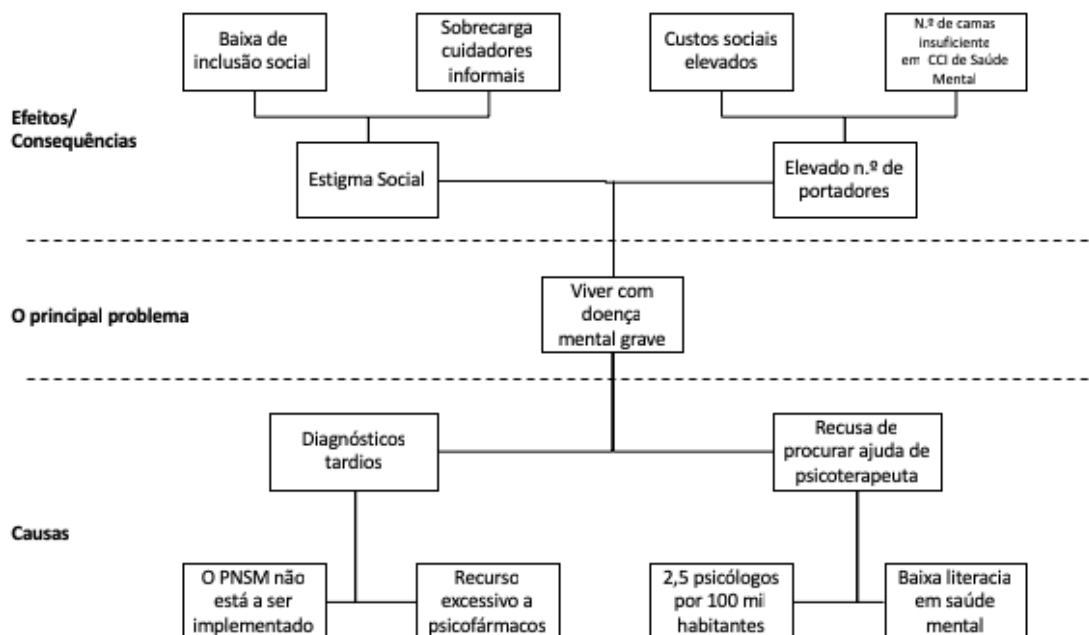 Baixa de
inclusão social
Sobrecarga
cuidadores
informais
Custos sociais
elevados
N.º de camas
insuficiente
em CCI de Saúde
Mental
Efeitos/
Consequências
Estigma Social
Elevado n.º de
portadores
O principal problema
Viver com
doença
mental grave
Diagnósticos
tardios
Recusa de
procurar ajuda de
psicoterapeuta
Causas
O PNSM não
está a ser
implementado
Recurso
excessivo a
psicofármacos
2,5 psicólogos
por 100 mil
habitantes
Baixa literacia
em saúde
mental